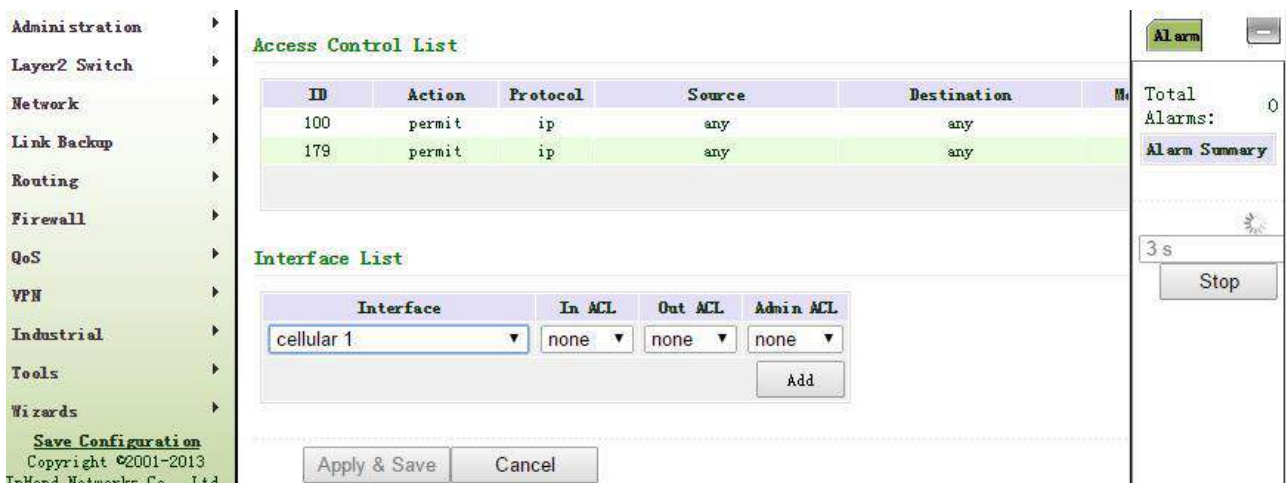 Administration
Layer2 Switch
Network
Link Backup
Routing
Firewall
QoS
VPN
Industrial
Tools
Wizards
Save Configuration
Copyright ©2001-2013
Access Control List
ID Action Protocol Source Destination
100 permit ip any any
179 permit ip any any
Interface List
Interface In ACL Out ACL Admin ACL
cellular 1 none none none
Add
Apply & Save Cancel
Alarm
Total 0
Alarms:
Alarm Summary
3 s
Stop